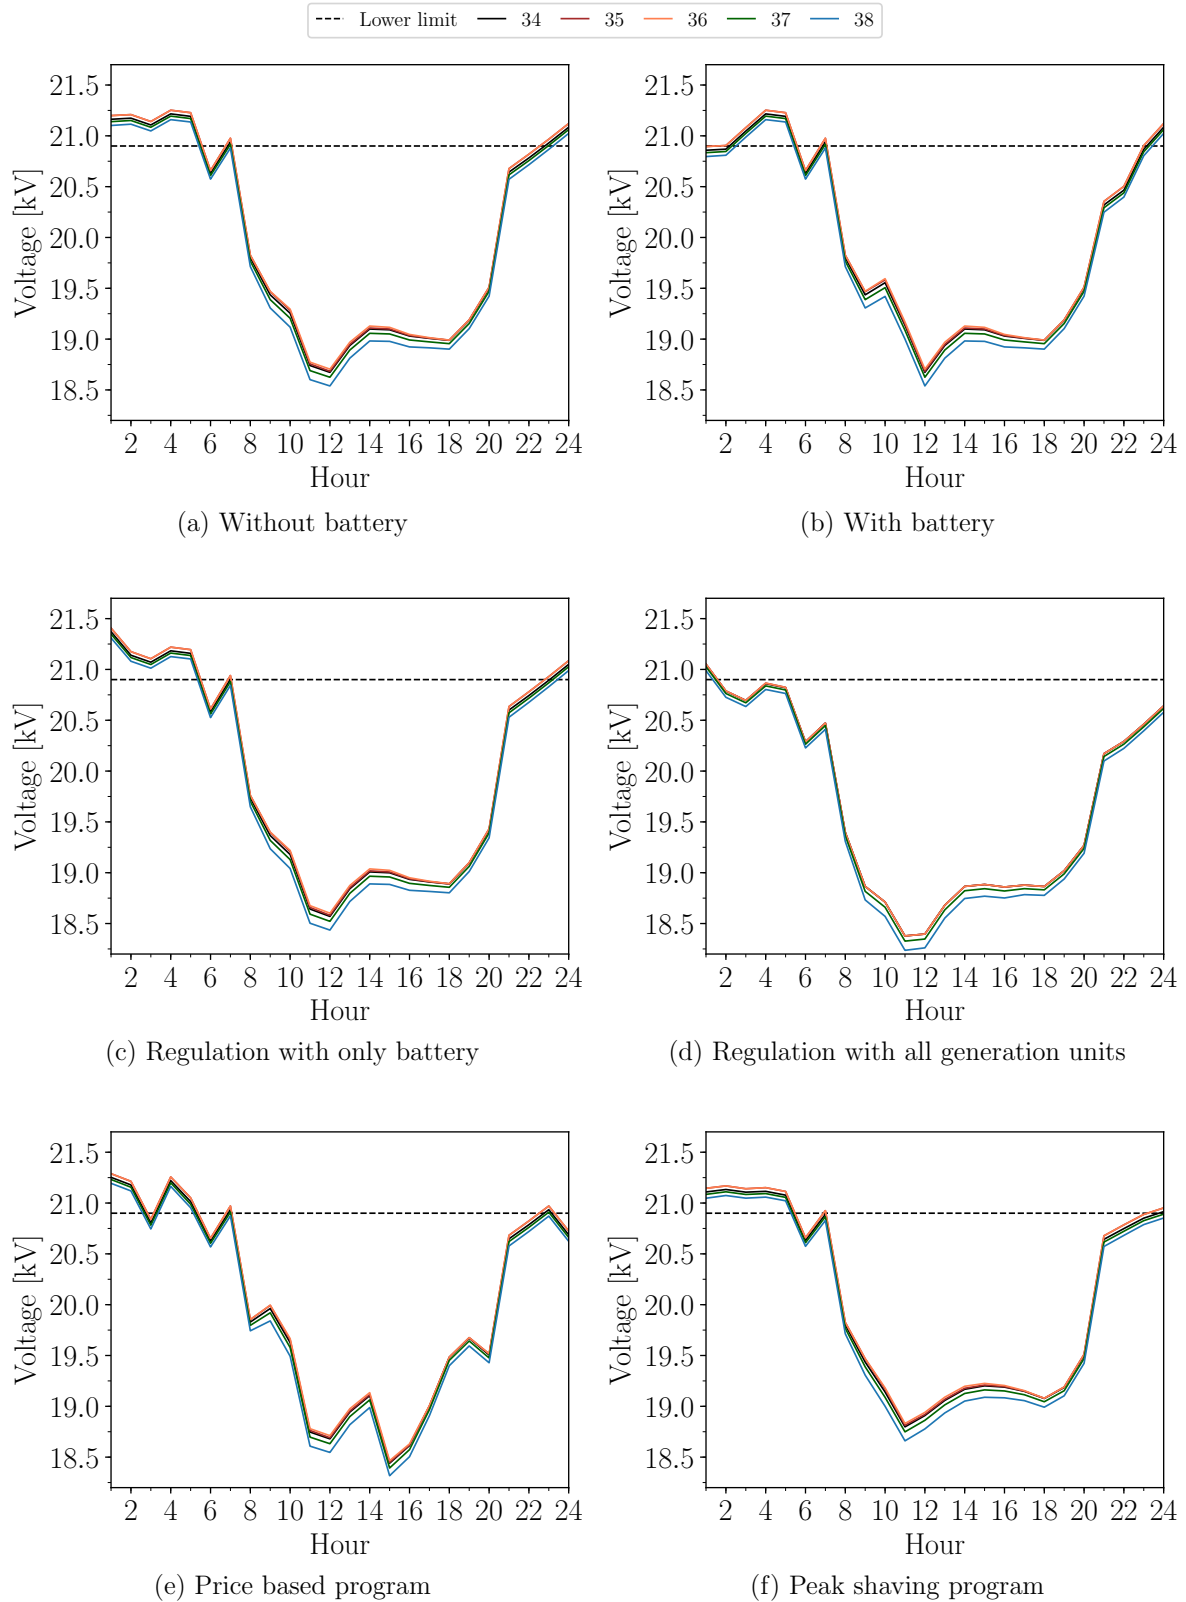 Lower limit 34 35 36 37 38
21.5 21.0 20.5 20.0 19.5 19.0 18.5
Voltage [kV]
2 4 6 8 10 12 14 16 18 20 22 24
Hour
(a) Without battery
21.5 21.0 20.5 20.0 19.5 19.0 18.5
Voltage [kV]
2 4 6 8 10 12 14 16 18 20 22 24
Hour
(b) With battery
21.5 21.0 20.5 20.0 19.5 19.0 18.5
Voltage [kV]
2 4 6 8 10 12 14 16 18 20 22 24
Hour
(c) Regulation with only battery
21.5 21.0 20.5 20.0 19.5 19.0 18.5
Voltage [kV]
2 4 6 8 10 12 14 16 18 20 22 24
Hour
(d) Regulation with all generation units
21.5 21.0 20.5 20.0 19.5 19.0 18.5
Voltage [kV]
2 4 6 8 10 12 14 16 18 20 22 24
Hour
(e) Price based program
21.5 21.0 20.5 20.0 19.5 19.0 18.5
Voltage [kV]
2 4 6 8 10 12 14 16 18 20 22 24
Hour
(f) Peak shaving program